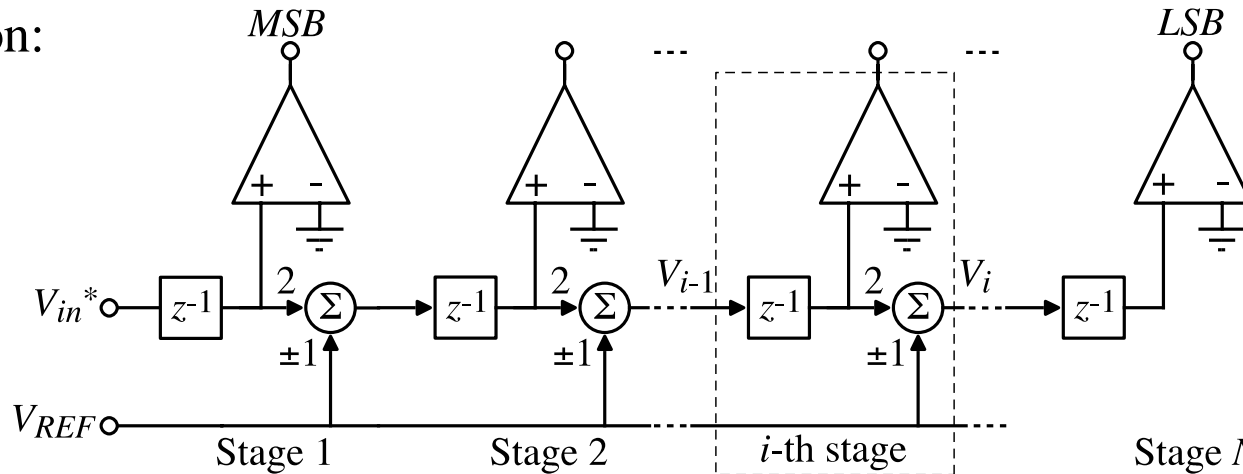 on:
MSB
LSB
+ -
+ -
+ -
+ -
V_in*
z⁻¹
2
Σ
±1
z⁻¹
2
Σ
±1
V_i-1
z⁻¹
2
Σ
±1
V_i
z⁻¹
V_REF
Stage 1
Stage 2
i-th stage
Stage N